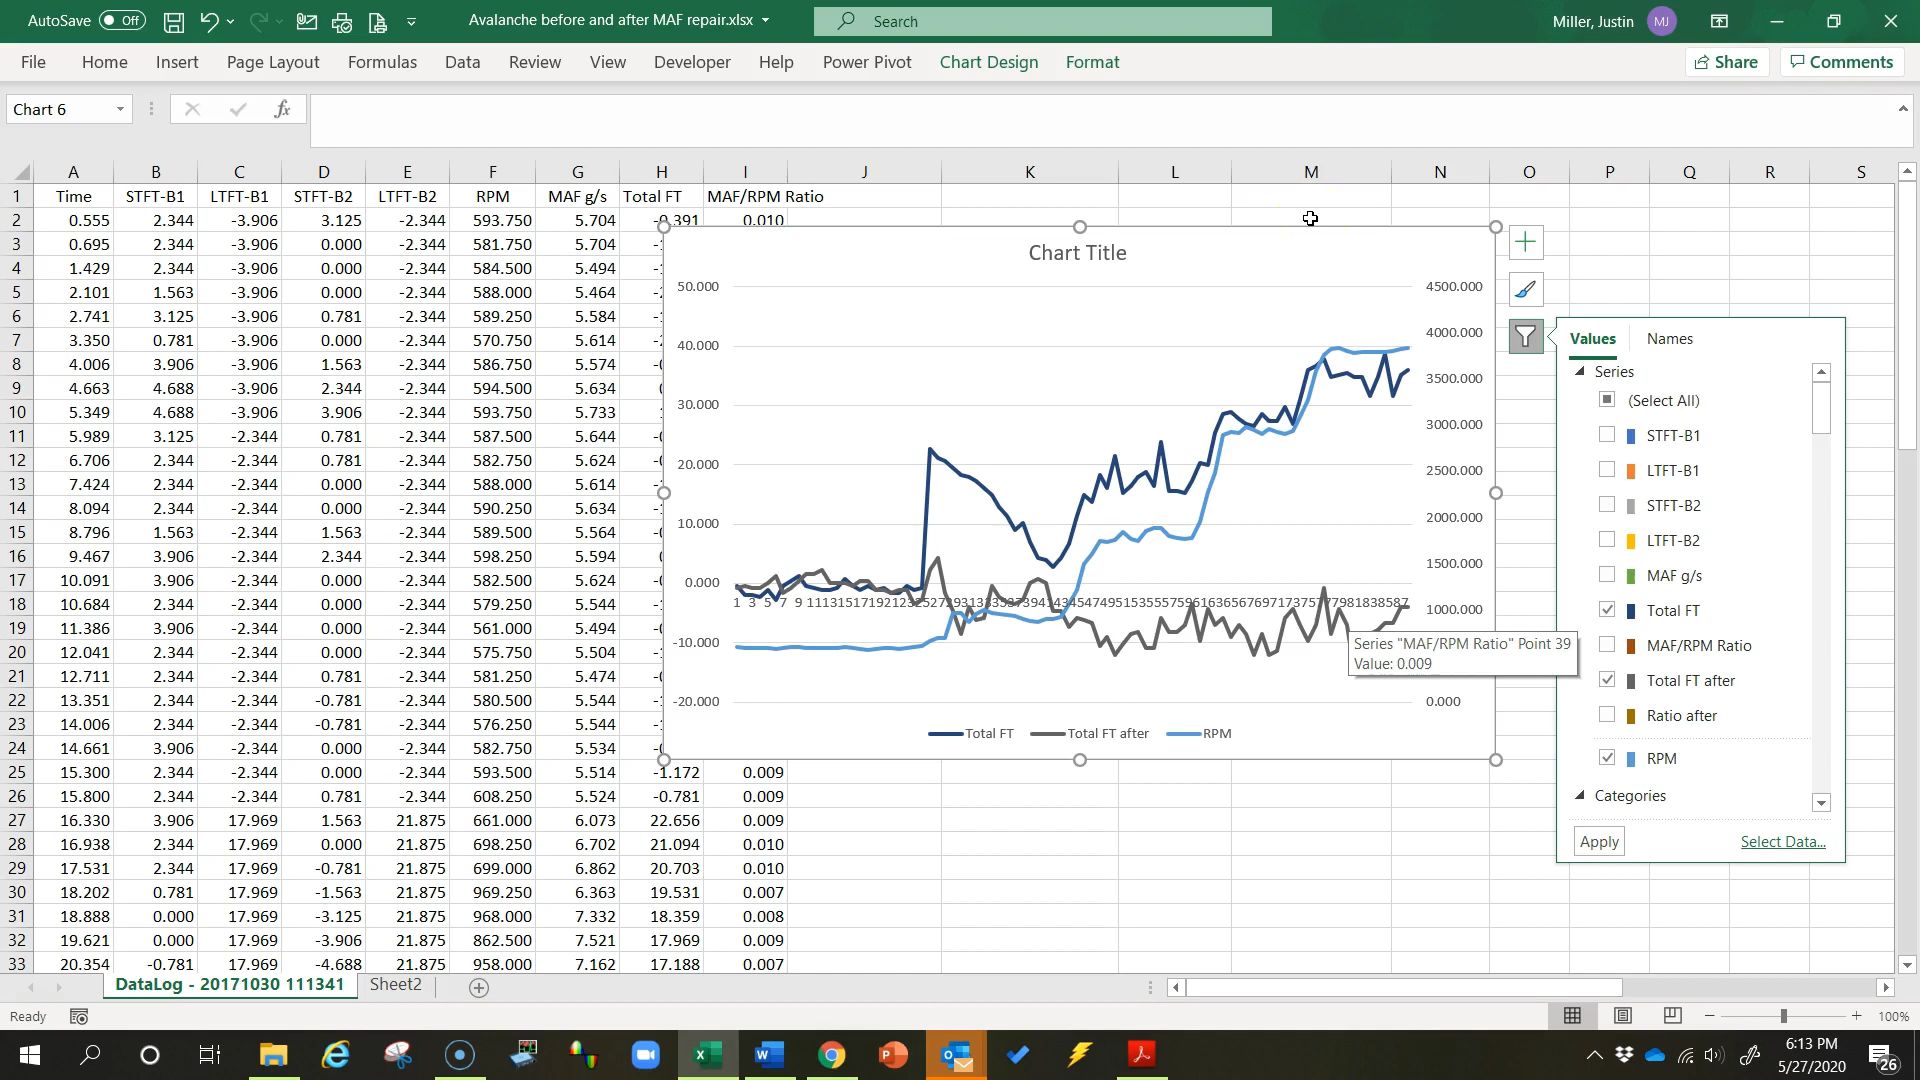 AutoSave Off Avalanche before and after MAF repair.xlsx Search Miller, Justin MJ
File Home Insert Page Layout Formulas Data Review View Developer Help Power Pivot Chart Design Format Share Comments
Chart 6 fx
A B C D E F G H I J K L M N O P Q R S
1 Time STFT-B1 LTFT-B1 STFT-B2 LTFT-B2 RPM MAF g/s Total FT MAF/RPM Ratio
2 0.555 2.344 -3.906 3.125 -2.344 593.750 5.704 -0.391 0.010
3 0.695 2.344 -3.906 0.000 -2.344 581.750 5.704
4 1.429 2.344 -3.906 0.000 -2.344 584.500 5.494
5 2.101 1.563 -3.906 0.000 -2.344 588.000 5.464
6 2.741 3.125 -3.906 0.781 -2.344 589.250 5.584
7 3.350 0.781 -3.906 0.000 -2.344 570.750 5.614
8 4.006 3.906 -3.906 1.563 -2.344 586.750 5.574
9 4.663 4.688 -3.906 2.344 -2.344 594.500 5.634
10 5.349 4.688 -3.906 3.906 -2.344 593.750 5.733
11 5.989 3.125 -2.344 0.781 -2.344 587.500 5.644
12 6.706 2.344 -2.344 0.781 -2.344 582.750 5.624
13 7.424 2.344 -2.344 0.000 -2.344 588.000 5.614
14 8.094 2.344 -2.344 0.000 -2.344 590.250 5.634
15 8.796 1.563 -2.344 1.563 -2.344 589.500 5.564
16 9.467 3.906 -2.344 2.344 -2.344 598.250 5.594
17 10.091 3.906 -2.344 0.000 -2.344 582.500 5.624
18 10.684 2.344 -2.344 0.000 -2.344 579.250 5.544
19 11.386 3.906 -2.344 0.000 -2.344 561.000 5.494
20 12.041 2.344 -2.344 0.000 -2.344 575.750 5.504
21 12.711 2.344 -2.344 0.781 -2.344 581.250 5.474
22 13.351 2.344 -2.344 -0.781 -2.344 580.500 5.544
23 14.006 2.344 -2.344 -0.781 -2.344 576.250 5.544
24 14.661 3.906 -2.344 0.000 -2.344 582.750 5.534
25 15.300 2.344 -2.344 0.000 -2.344 593.500 5.514 -1.172 0.009
26 15.800 2.344 -2.344 0.781 -2.344 608.250 5.524 -0.781 0.009
27 16.330 3.906 17.969 1.563 21.875 661.000 6.073 22.656 0.009
28 16.938 2.344 17.969 0.000 21.875 698.250 6.702 21.094 0.010
29 17.531 2.344 17.969 -0.781 21.875 699.000 6.862 20.703 0.010
30 18.202 0.781 17.969 -1.563 21.875 969.250 6.363 19.531 0.007
31 18.888 0.000 17.969 -3.125 21.875 968.000 7.332 18.359 0.008
32 19.621 0.000 17.969 -3.906 21.875 862.500 7.521 17.969 0.009
33 20.354 -0.781 17.969 -4.688 21.875 958.000 7.162 17.188 0.007
Chart Title
50.000 4500.000
4000.000
40.000
3500.000
30.000
3000.000
20.000 2500.000
10.000 2000.000
1500.000
0.000
1000.000
-10.000
-20.000 0.000
Total FT Total FT after RPM
Series "MAF/RPM Ratio" Point 39
Value: 0.009
Values Names
Series
(Select All)
STFT-B1
LTFT-B1
STFT-B2
LTFT-B2
MAF g/s
Total FT
MAF/RPM Ratio
Total FT after
Ratio after
RPM
Categories
Apply Select Data...
DataLog - 20171030 111341 Sheet2
Ready 100%
6:13 PM
5/27/2020
26